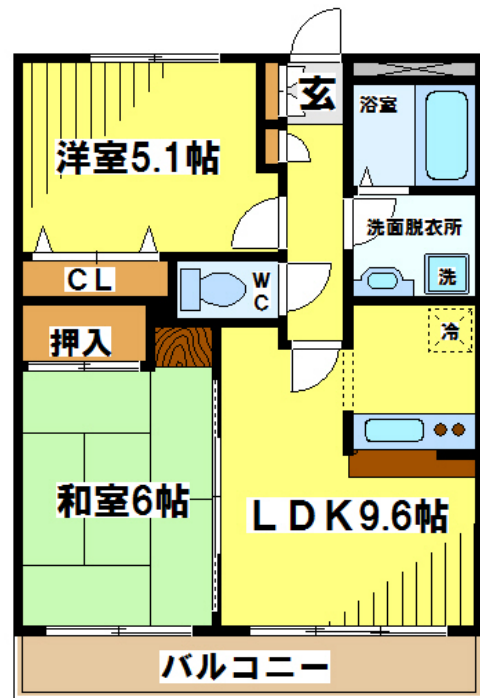 玄
浴室
洋室5.1帖
洗面脱衣所
洗
CL
WC
冷
押入
和室6帖
LDK9.6帖
バルコニー